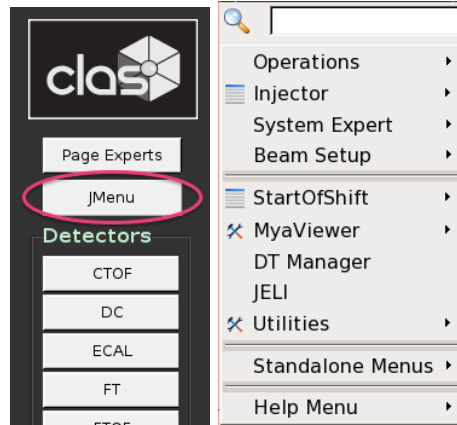 clas
Page Experts
JMenu
Detectors
CTOF
DC
ECAL
FT
FTOF
Operations
Injector
System Expert
Beam Setup
StartOfShift
MyaViewer
DT Manager
JELI
Utilities
Standalone Menus
Help Menu